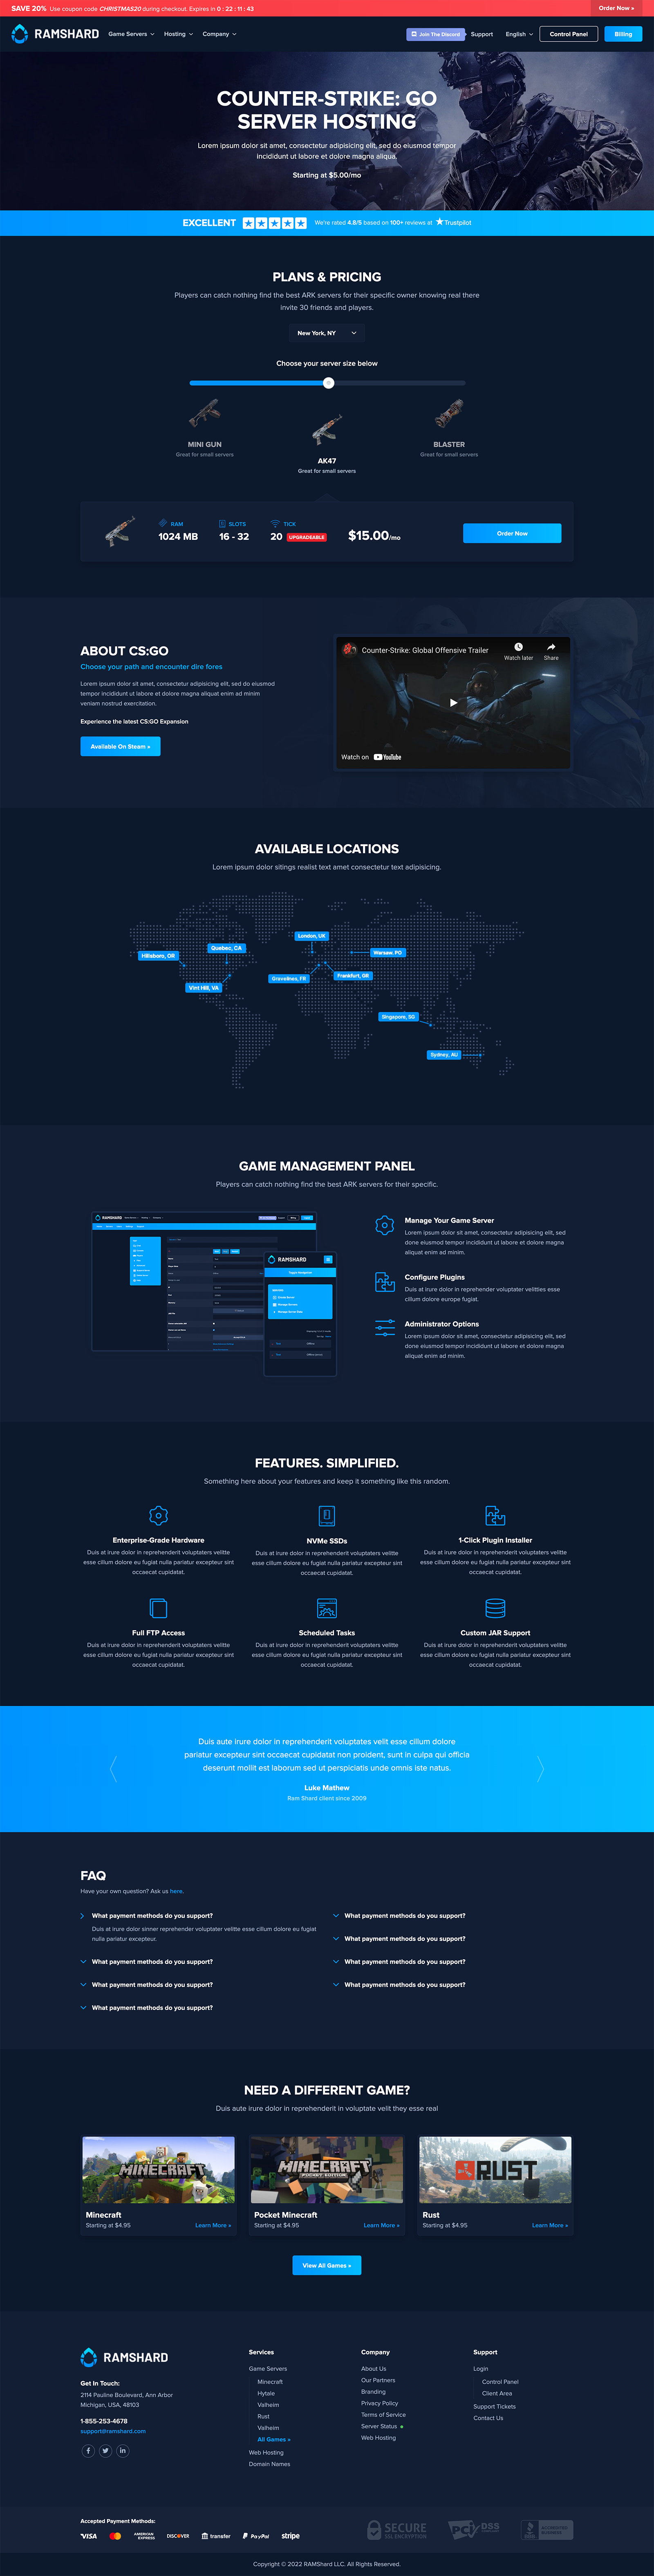 SAVE 20% Use coupon code CHRISTMAS20 during checkout. Expires in 0 : 22 : 11 : 43
Order Now »
RAMSHARD
Game Servers
Hosting
Company
Join The Discord
Support
English
Control Panel
Billing
COUNTER-STRIKE: GO
SERVER HOSTING
Lorem ipsum dolor sit amet, consectetur adipisicing elit, sed do eiusmod tempor
incididunt ut labore et dolore magna aliqua.
Starting at $5.00/mo
EXCELLENT
We're rated 4.8/5 based on 100+ reviews at Trustpilot
PLANS & PRICING
Players can catch nothing find the best ARK servers for their specific owner knowing real there
invite 30 friends and players.
New York, NY
Choose your server size below
MINI GUN
Great for small servers
AK47
Great for small servers
BLASTER
Great for small servers
RAM
1024 MB
SLOTS
16 - 32
TICK
20 UPGRADEABLE
$15.00/mo
Order Now
ABOUT CS:GO
Choose your path and encounter dire fores
Lorem ipsum dolor sit amet, consectetur adipisicing elit, sed do eiusmod
tempor incididunt ut labore et dolore magna aliquat enim ad minim
veniam nostrud exercitation.
Experience the latest CS:GO Expansion
Available On Steam »
Counter-Strike: Global Offensive Trailer
Watch later
Share
Watch on YouTube
AVAILABLE LOCATIONS
Lorem ipsum dolor sitings realist text amet consectetur text adipisicing.
London, UK
Quebec, CA
Hillsboro, OR
Warsaw, PO
Gravelines, FR
Frankfurt, GR
Vint Hill, VA
Singapore, SG
Sydney, AU
GAME MANAGEMENT PANEL
Players can catch nothing find the best ARK servers for their specific.
RAMSHARD
RAMSHARD
Toggle Navigation
Manage Your Game Server
Lorem ipsum dolor sit amet, consectetur adipisicing elit, sed
done eiusmod tempor incididunt ut labore et dolore magna
aliquat enim ad minim.
Configure Plugins
Duis at irure dolor in reprehender voluptater velitties esse
cillum dolore europe fugiat.
Administrator Options
Lorem ipsum dolor sit amet, consectetur adipisicing elit, sed
done eiusmod tempor incididunt ut labore et dolore magna
aliquat enim ad minim.
FEATURES. SIMPLIFIED.
Something here about your features and keep it something like this random.
Enterprise-Grade Hardware
Duis at irure dolor in reprehenderit voluptaters velitte
esse cillum dolore eu fugiat nulla pariatur excepteur sint
occaecat cupidatat.
NVMe SSDs
Duis at irure dolor in reprehenderit voluptaters velitte
esse cillum dolore eu fugiat nulla pariatur excepteur sint
occaecat cupidatat.
1-Click Plugin Installer
Duis at irure dolor in reprehenderit voluptaters velitte
esse cillum dolore eu fugiat nulla pariatur excepteur sint
occaecat cupidatat.
Full FTP Access
Duis at irure dolor in reprehenderit voluptaters velitte
esse cillum dolore eu fugiat nulla pariatur excepteur sint
occaecat cupidatat.
Scheduled Tasks
Duis at irure dolor in reprehenderit voluptaters velitte
esse cillum dolore eu fugiat nulla pariatur excepteur sint
occaecat cupidatat.
Custom JAR Support
Duis at irure dolor in reprehenderit voluptaters velitte
esse cillum dolore eu fugiat nulla pariatur excepteur sint
occaecat cupidatat.
Duis aute irure dolor in reprehenderit voluptates velit esse cillum dolore
pariatur excepteur sint occaecat cupidatat non proident, sunt in culpa qui officia
deserunt mollit est laborum sed ut perspiciatis unde omnis iste natus.
Luke Mathew
Ram Shard client since 2009
FAQ
Have your own question? Ask us here.
What payment methods do you support?
Duis at irure dolor sinner reprehender voluptater velitte esse cillum dolore eu fugiat
nulla pariatur excepteur.
What payment methods do you support?
What payment methods do you support?
What payment methods do you support?
What payment methods do you support?
What payment methods do you support?
What payment methods do you support?
What payment methods do you support?
NEED A DIFFERENT GAME?
Duis aute irure dolor in reprehenderit in voluptate velit they esse real
MINECRAFT
Minecraft
Starting at $4.95
Learn More »
MINECRAFT
POCKET EDITION
Pocket Minecraft
Starting at $4.95
Learn More »
RUST
Rust
Starting at $4.95
Learn More »
View All Games »
RAMSHARD
Get In Touch:
2114 Pauline Boulevard, Ann Arbor
Michigan, USA, 48103
1-855-253-4678
support@ramshard.com
Services
Game Servers
Minecraft
Hytale
Valheim
Rust
Valheim
All Games »
Web Hosting
Domain Names
Company
About Us
Our Partners
Branding
Privacy Policy
Terms of Service
Server Status
Web Hosting
Support
Login
Control Panel
Client Area
Support Tickets
Contact Us
Accepted Payment Methods:
VISA
AMERICAN EXPRESS
DISCOVER
transfer
PayPal
stripe
SECURE
SSL ENCRYPTION
PCI DSS
Copyright © 2022 RAMShard LLC. All Rights Reserved.